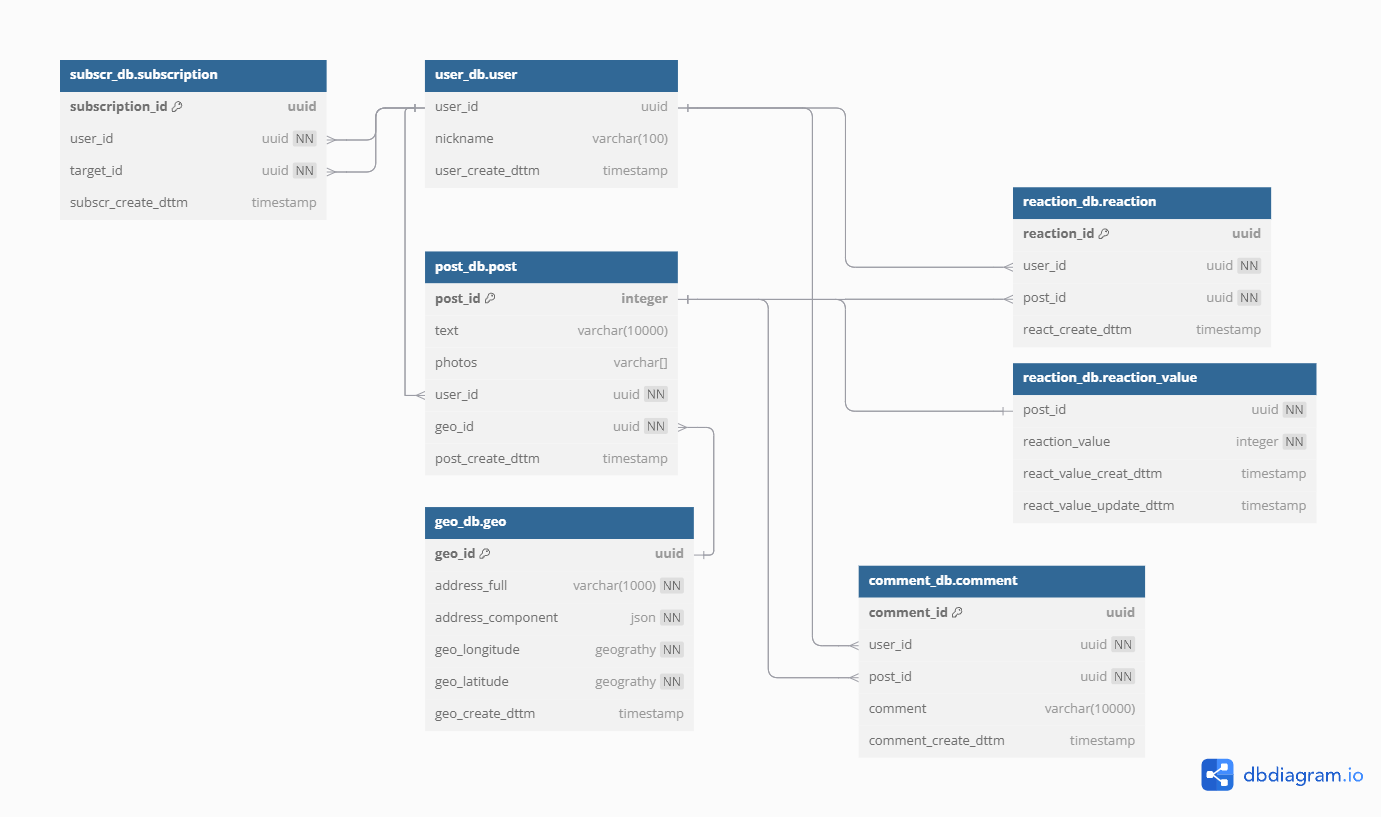 subscr_db.subscription
subscription_id uuid
user_id uuid NN
target_id uuid NN
subscr_create_dttm timestamp
user_db.user
user_id uuid
nickname varchar(100)
user_create_dttm timestamp
post_db.post
post_id integer
text varchar(10000)
photos varchar[]
user_id uuid NN
geo_id uuid NN
post_create_dttm timestamp
geo_db.geo
geo_id uuid
address_full varchar(1000) NN
address_component json NN
geo_longitude geograthy NN
geo_latitude geograthy NN
geo_create_dttm timestamp
reaction_db.reaction
reaction_id uuid
user_id uuid NN
post_id uuid NN
react_create_dttm timestamp
reaction_db.reaction_value
post_id uuid NN
reaction_value integer NN
react_value_creat_dttm timestamp
react_value_update_dttm timestamp
comment_db.comment
comment_id uuid
user_id uuid NN
post_id uuid NN
comment varchar(10000)
comment_create_dttm timestamp
dbdiagram.io